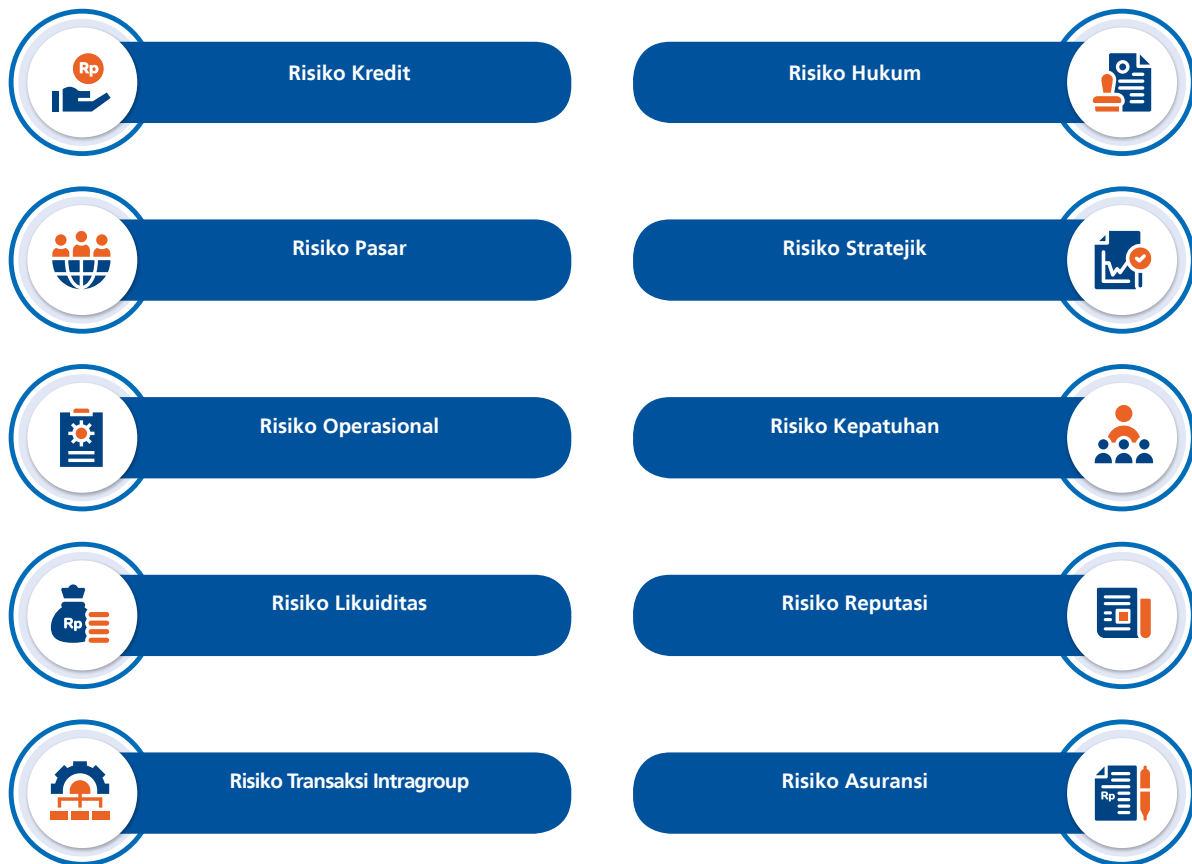 Rp
Risiko Kredit
Risiko Hukum
Risiko Pasar
Risiko Stratejik
Risiko Operasional
Risiko Kepatuhan
Rp
Risiko Likuiditas
Risiko Reputasi
Risiko Transaksi Intragroup
Risiko Asuransi
Rp